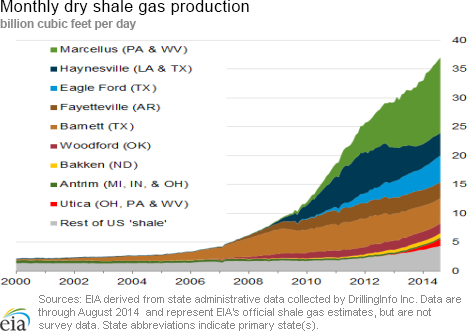 Monthly dry shale gas production
billion cubic feet per day
Marcellus (PA & WV)
Haynesville (LA & TX)
Eagle Ford (TX)
Fayetteville (AR)
Barnett (TX)
Woodford (OK)
Bakken (ND)
Antrim (MI, IN, & OH)
Utica (OH, PA & WV)
Rest of US 'shale'
40
35
30
25
20
15
10
5
0
2000 2002 2004 2006 2008 2010 2012 2014
Sources: EIA derived from state administrative data collected by DrillingInfo Inc. Data are
through August 2014 and represent EIA's official shale gas estimates, but are not
survey data. State abbreviations indicate primary state(s).
eia